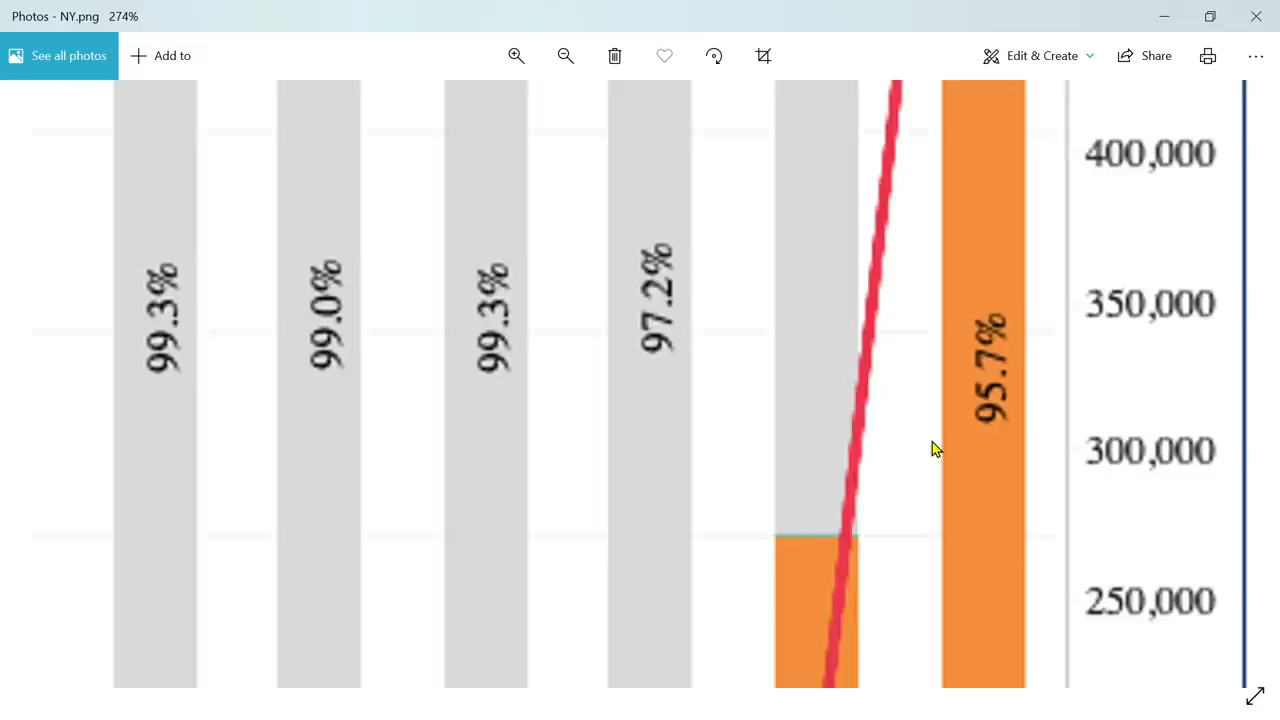 Photos - NY.png 274%
See all photos
Add to
Edit & Create
Share
99.3%
99.0%
99.3%
97.2%
95.7%
400,000
350,000
300,000
250,000